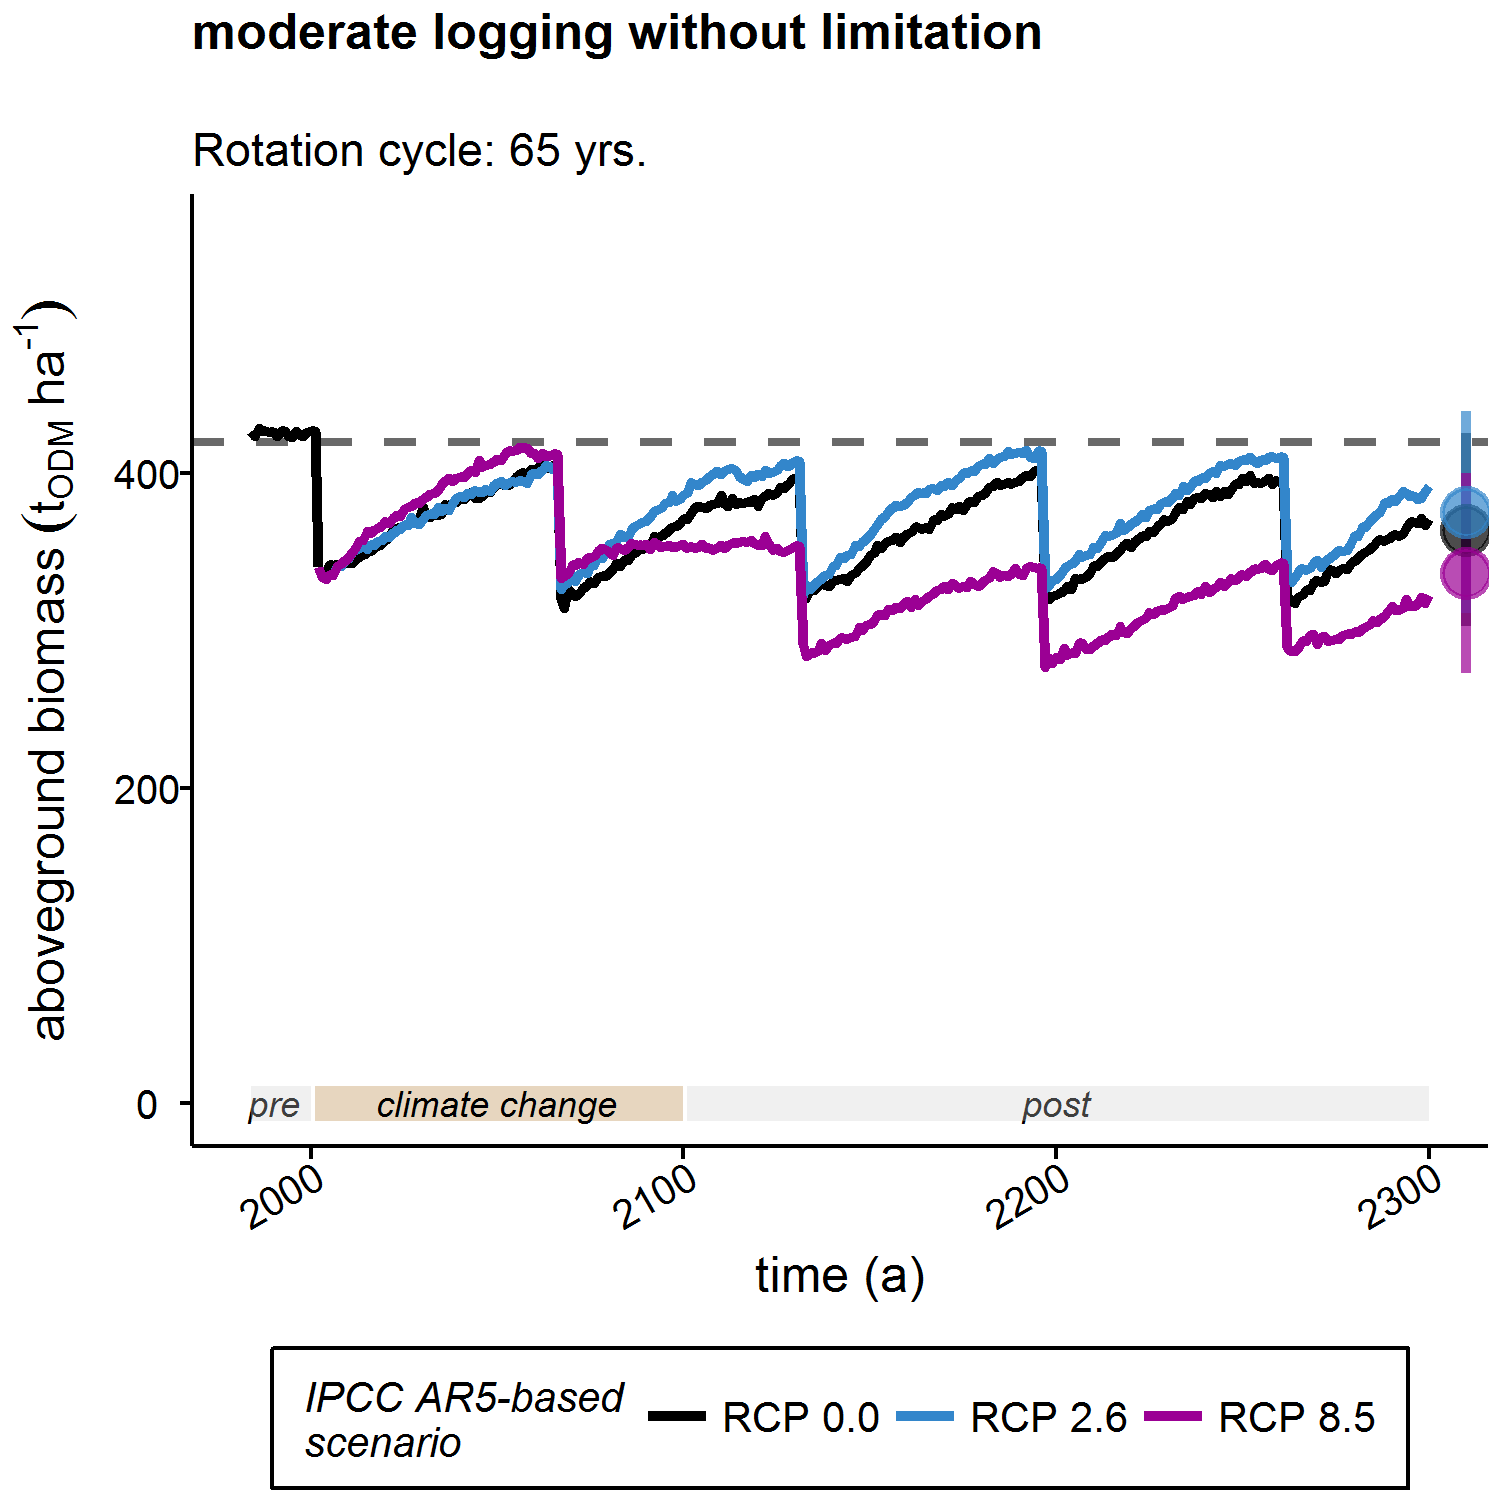 moderate logging without limitation
Rotation cycle: 65 yrs.
aboveground biomass (tODM ha-1)
400
200
0
pre climate change post
2000 2100 2200 2300
time (a)
IPCC AR5-based
scenario
RCP 0.0 RCP 2.6 RCP 8.5